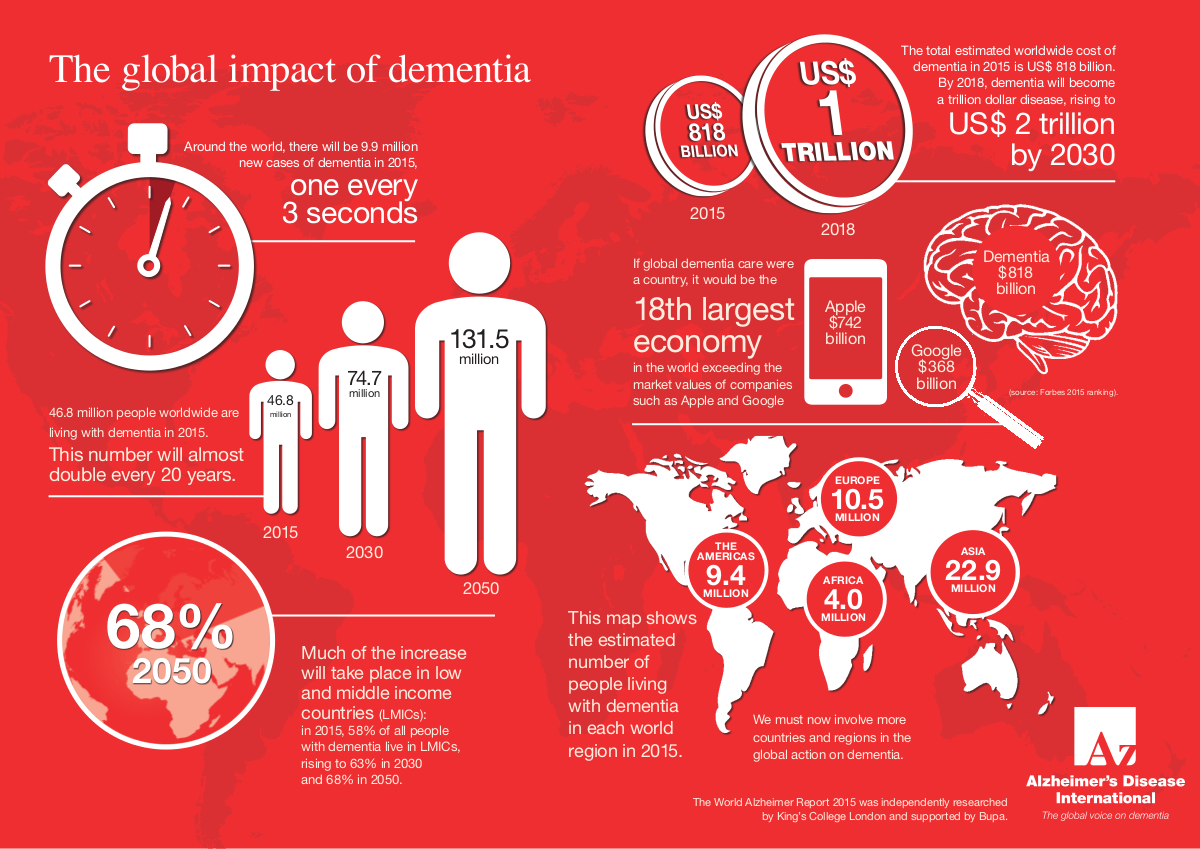 The global impact of dementia
Around the world, there will be 9.9 million
new cases of dementia in 2015,
one every
3 seconds
46.8
million
74.7
million
131.5
million
46.8 million people worldwide are
living with dementia in 2015.
This number will almost
double every 20 years.
2015
2030
2050
68%
2050
Much of the increase
will take place in low
and middle income
countries (LMICs):
in 2015, 58% of all people
with dementia live in LMICs,
rising to 63% in 2030
and 68% in 2050.
US$
818
BILLION
2015
US$
1
TRILLION
2018
The total estimated worldwide cost of
dementia in 2015 is US$ 818 billion.
By 2018, dementia will become
a trillion dollar disease, rising to
US$ 2 trillion
by 2030
If global dementia care were
a country, it would be the
18th largest
economy
in the world exceeding the
market values of companies
such as Apple and Google
Apple
$742
billion
Google
$368
billion
Dementia
$818
billion
(source: Forbes 2015 ranking).
THE
AMERICAS
9.4
MILLION
EUROPE
10.5
MILLION
AFRICA
4.0
MILLION
ASIA
22.9
MILLION
This map shows
the estimated
number of
people living
with dementia
in each world
region in 2015.
We must now involve more
countries and regions in the
global action on dementia.
The World Alzheimer Report 2015 was independently researched
by King's College London and supported by Bupa.
Az
Alzheimer's Disease
International
The global voice on dementia